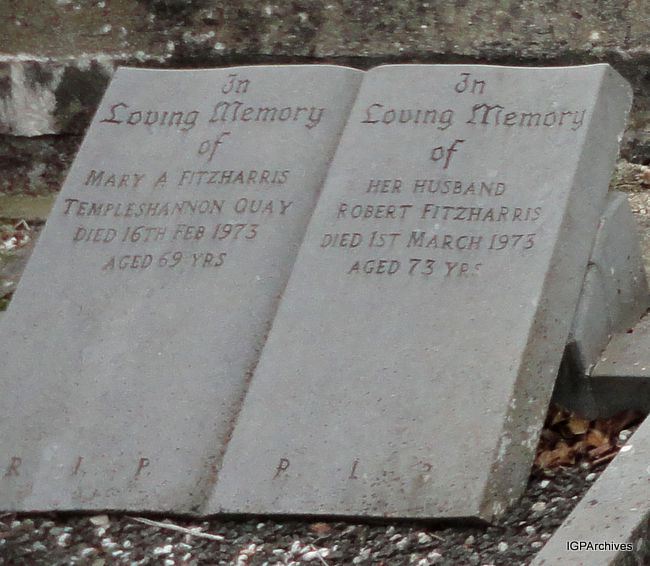 In
Loving Memory
of
MARY A FITZHARRIS
TEMPLESHANNON QUAY
DIED 16TH FEB 1973
AGED 69 YRS
R I P
In
Loving Memory
of
HER HUSBAND
ROBERT FITZHARRIS
DIED 1ST MARCH 1973
AGED 73 YRS
R I P
IGPArchives